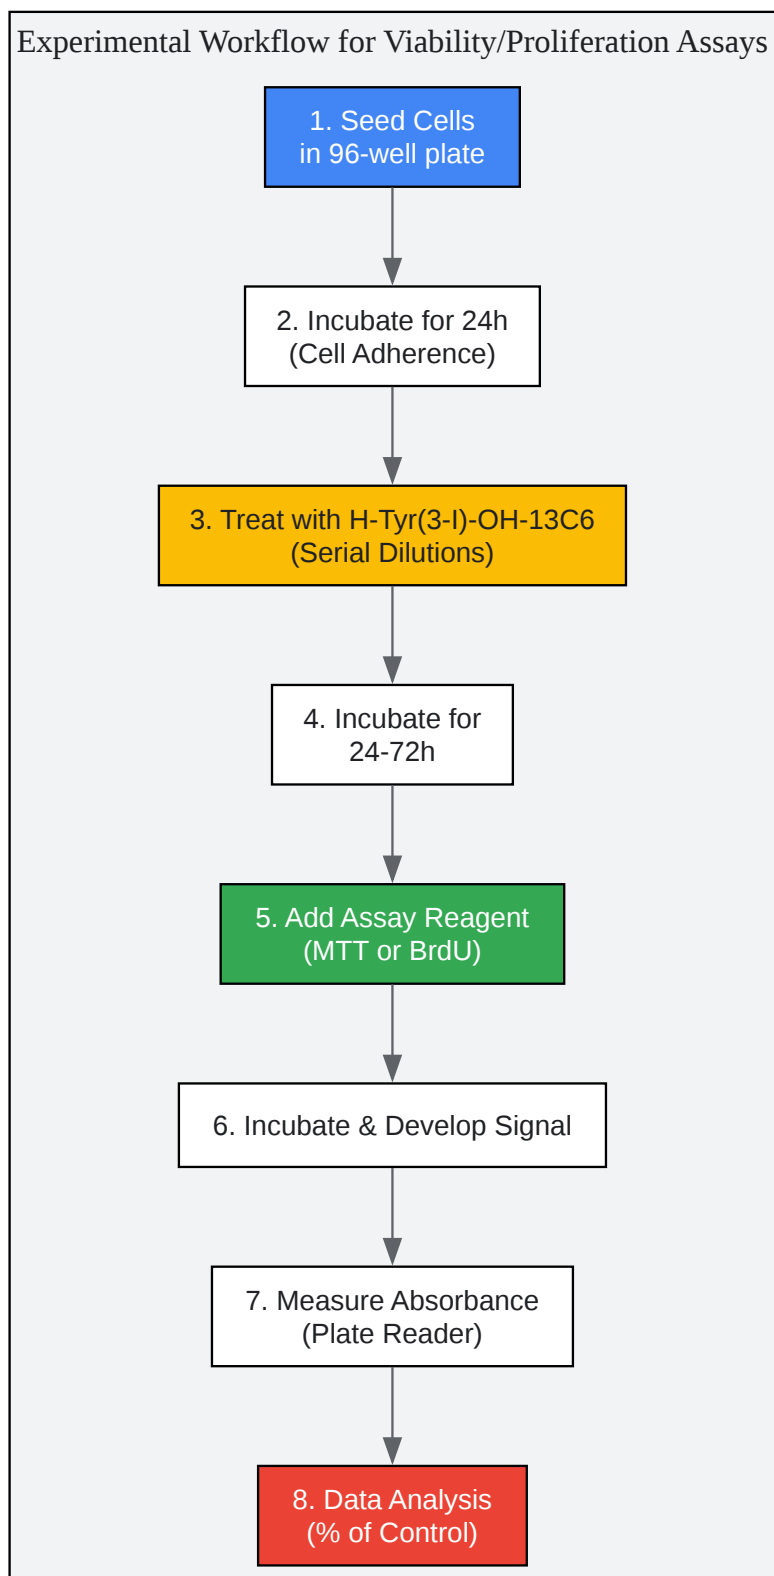 Experimental Workflow for Viability/Proliferation Assays
1. Seed Cells
in 96-well plate
2. Incubate for 24h
(Cell Adherence)
3. Treat with H-Tyr(3-I)-OH-13C6
(Serial Dilutions)
4. Incubate for
24-72h
5. Add Assay Reagent
(MTT or BrdU)
6. Incubate & Develop Signal
7. Measure Absorbance
(Plate Reader)
8. Data Analysis
(% of Control)